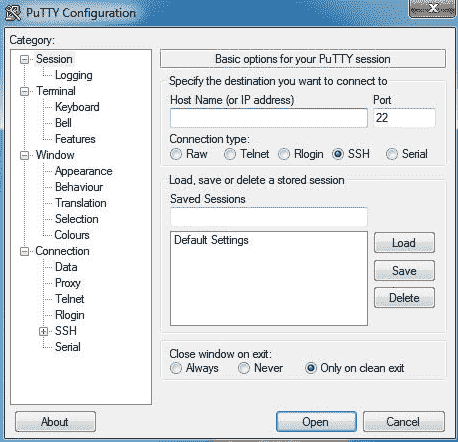 PuTTY Configuration
Category:
Session
Logging
Terminal
Keyboard
Bell
Features
Window
Appearance
Behaviour
Translation
Selection
Colours
Connection
Data
Proxy
Telnet
Rlogin
SSH
Serial
Basic options for your PuTTY session
Specify the destination you want to connect to
Host Name (or IP address) Port
22
Connection type:
Raw Telnet Rlogin SSH Serial
Load, save or delete a stored session
Saved Sessions
Default Settings
Load
Save
Delete
Close window on exit:
Always Never Only on clean exit
About Open Cancel